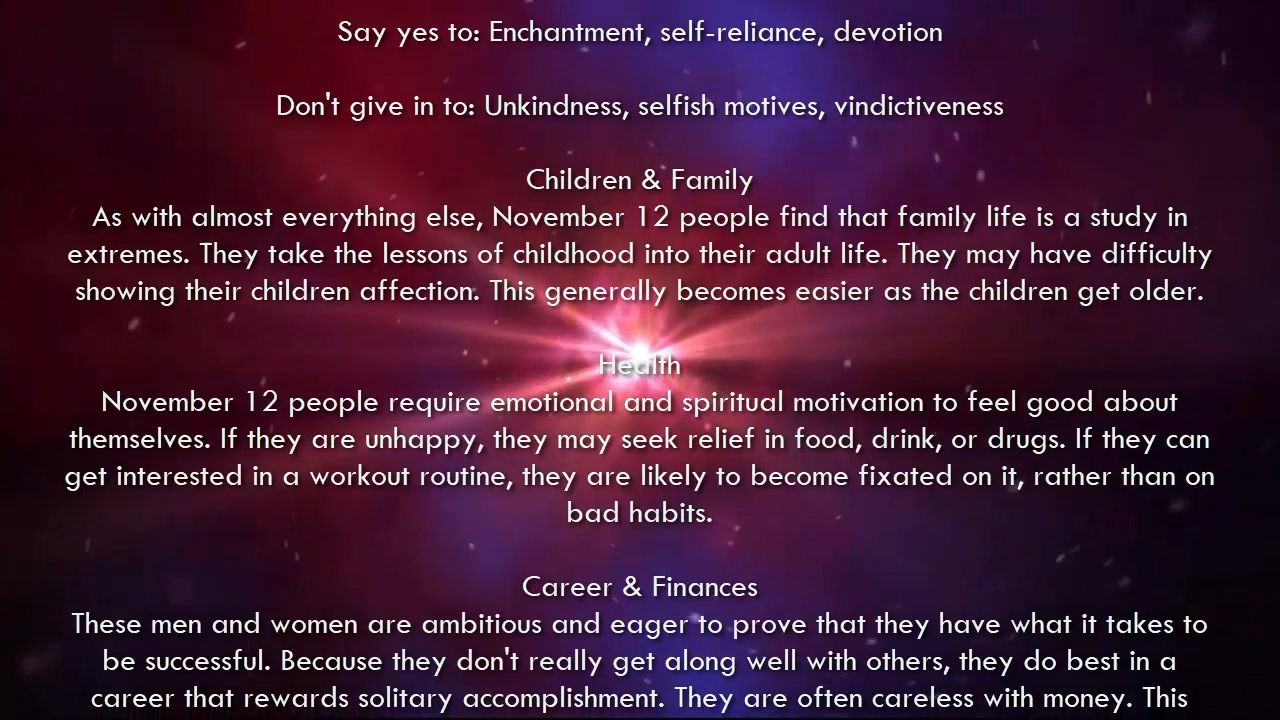 Say yes to: Enchantment, self-reliance, devotion
Don't give in to: Unkindness, selfish motives, vindictiveness
Children & Family
As with almost everything else, November 12 people find that family life is a study in
extremes. They take the lessons of childhood into their adult life. They may have difficulty
showing their children affection. This generally becomes easier as the children get older.
Health
November 12 people require emotional and spiritual motivation to feel good about
themselves. If they are unhappy, they may seek relief in food, drink, or drugs. If they can
get interested in a workout routine, they are likely to become fixated on it, rather than on
bad habits.
Career & Finances
These men and women are ambitious and eager to prove that they have what it takes to
be successful. Because they don't really get along well with others, they do best in a
career that rewards solitary accomplishment. They are often careless with money. This